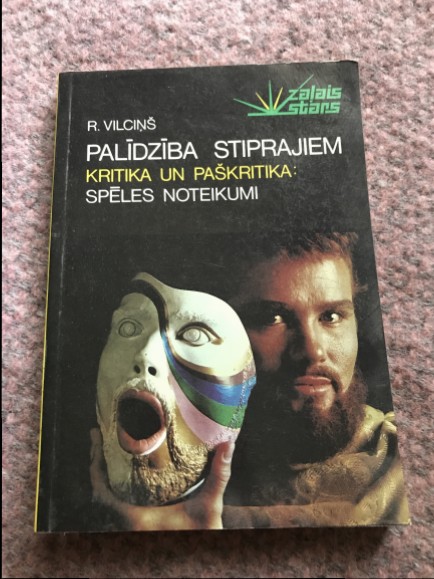 zaļais
stars
R. VILCIŅŠ
PALĪDZĪBA STIPRAJIEM
KRITIKA UN PAŠKRITIKA:
SPĒLES NOTEIKUMI